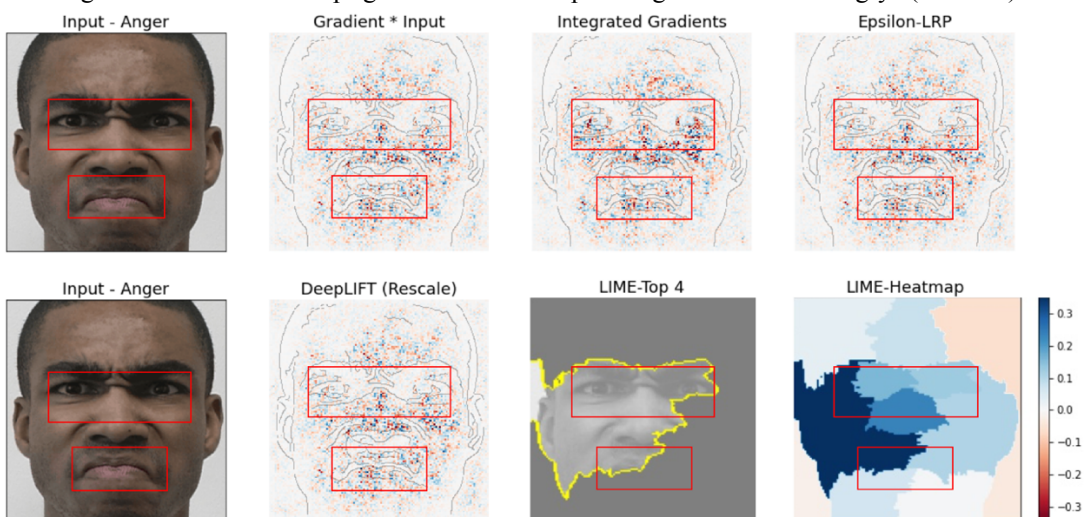 Input - Anger
Gradient * Input
Integrated Gradients
Epsilon-LRP
Input - Anger
DeepLIFT (Rescale)
LIME-Top 4
LIME-Heatmap
0.3
0.2
0.1
0.0
−0.1
−0.2
−0.3